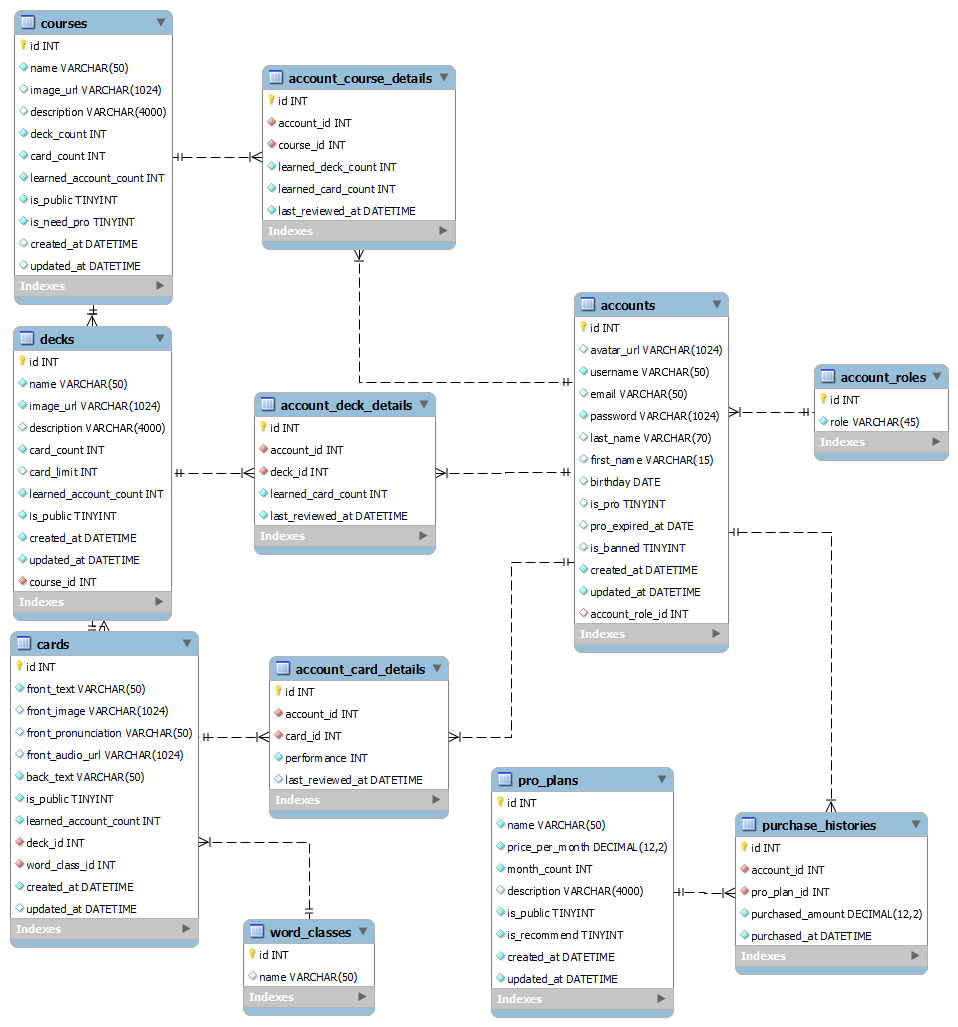 courses
id INT
name VARCHAR(50)
image_url VARCHAR(1024)
description VARCHAR(4000)
deck_count INT
card_count INT
learned_account_count INT
is_public TINYINT
is_need_pro TINYINT
created_at DATETIME
updated_at DATETIME
Indexes
account_course_details
id INT
account_id INT
course_id INT
learned_deck_count INT
learned_card_count INT
last_reviewed_at DATETIME
Indexes
decks
id INT
name VARCHAR(50)
image_url VARCHAR(1024)
description VARCHAR(4000)
card_count INT
card_limit INT
learned_account_count INT
is_public TINYINT
created_at DATETIME
updated_at DATETIME
course_id INT
Indexes
account_deck_details
id INT
account_id INT
deck_id INT
learned_card_count INT
last_reviewed_at DATETIME
Indexes
accounts
id INT
avatar_url VARCHAR(1024)
username VARCHAR(50)
email VARCHAR(50)
password VARCHAR(1024)
last_name VARCHAR(70)
first_name VARCHAR(15)
birthday DATE
is_pro TINYINT
pro_expired_at DATE
is_banned TINYINT
created_at DATETIME
updated_at DATETIME
account_role_id INT
Indexes
account_roles
id INT
role VARCHAR(45)
Indexes
cards
id INT
front_text VARCHAR(50)
front_image VARCHAR(1024)
front_pronunciation VARCHAR(50)
front_audio_url VARCHAR(1024)
back_text VARCHAR(50)
is_public TINYINT
learned_account_count INT
deck_id INT
word_class_id INT
created_at DATETIME
updated_at DATETIME
Indexes
account_card_details
id INT
account_id INT
card_id INT
performance INT
last_reviewed_at DATETIME
Indexes
pro_plans
id INT
name VARCHAR(50)
price_per_month DECIMAL(12,2)
month_count INT
description VARCHAR(4000)
is_public TINYINT
is_recommend TINYINT
created_at DATETIME
updated_at DATETIME
Indexes
purchase_histories
id INT
account_id INT
pro_plan_id INT
purchased_amount DECIMAL(12,2)
purchased_at DATETIME
Indexes
word_classes
id INT
name VARCHAR(50)
Indexes